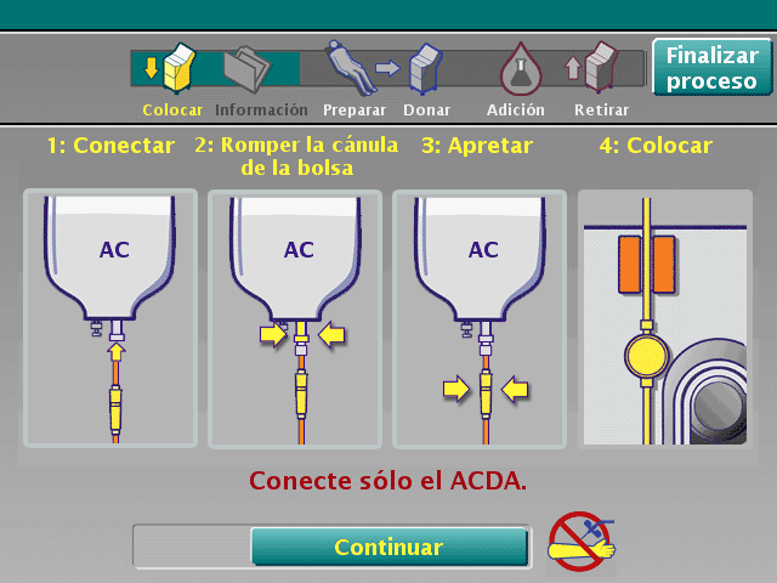 Finalizar
proceso
Colocar Información Preparar Donar Adición Retirar
1: Conectar
2: Romper la cánula
de la bolsa
3: Apretar
4: Colocar
AC
AC
AC
Conecte sólo el ACDA.
Continuar